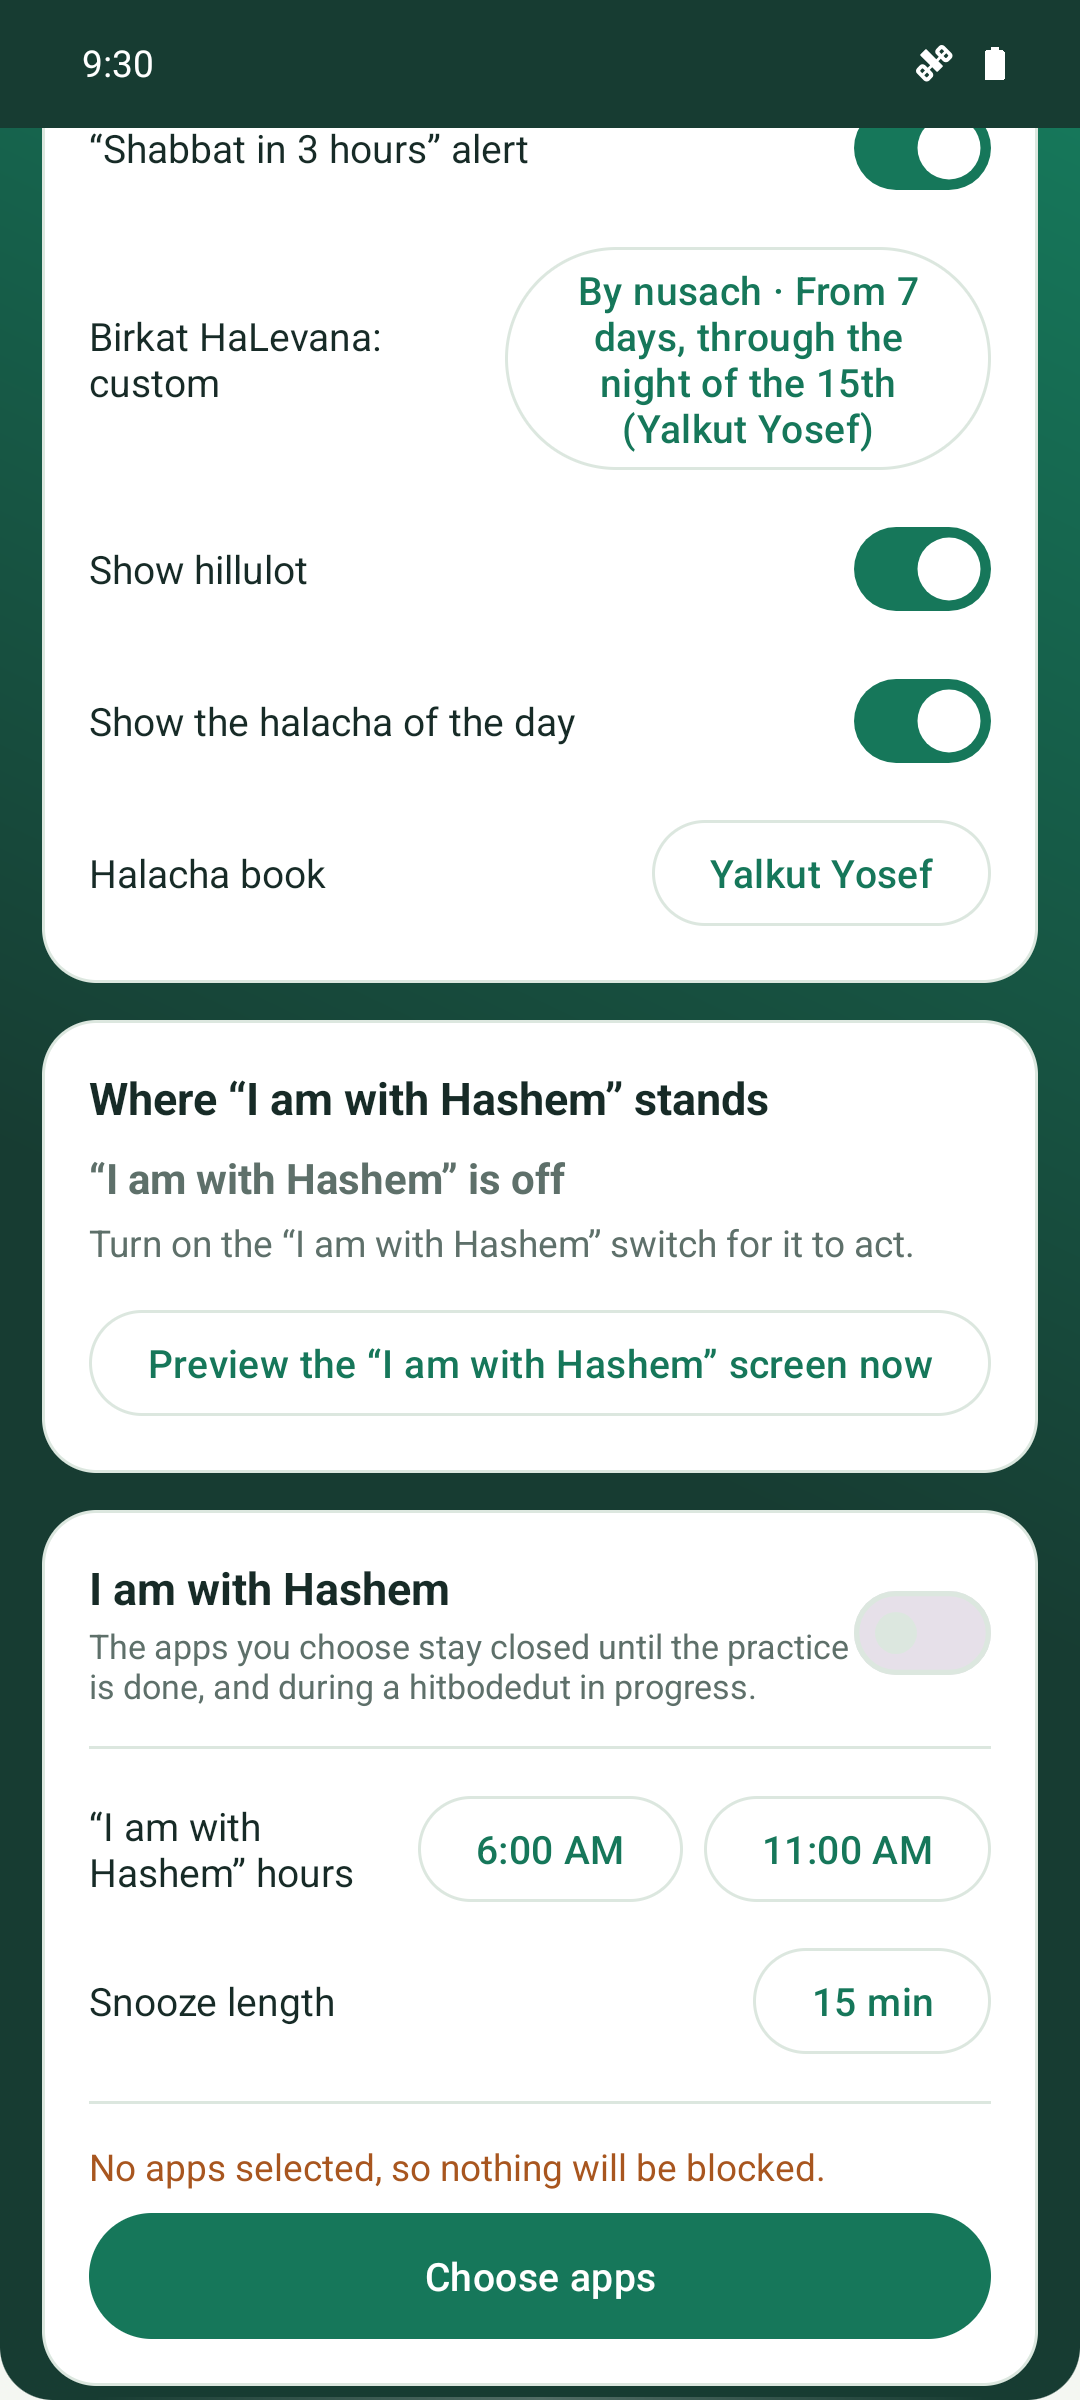 9:30
“Shabbat in 3 hours” alert
Birkat HaLevana:
custom
By nusach · From 7
days, through the
night of the 15th
(Yalkut Yosef)
Show hillulot
Show the halacha of the day
Halacha book
Yalkut Yosef
Where “I am with Hashem” stands
“I am with Hashem” is off
Turn on the “I am with Hashem” switch for it to act.
Preview the “I am with Hashem” screen now
I am with Hashem
The apps you choose stay closed until the practice
is done, and during a hitbodedut in progress.
“I am with
Hashem” hours
6:00 AM
11:00 AM
Snooze length
15 min
No apps selected, so nothing will be blocked.
Choose apps